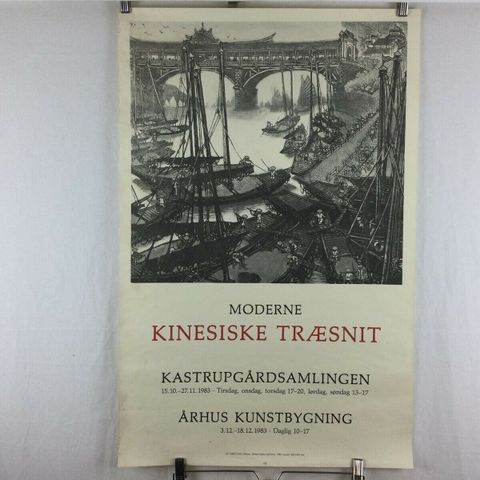 MODERNE
KINESISKE TRÆSNIT
KASTRUPGÅRDSAMLINGEN
15.10.–27.11.1983 - Tirsdag, onsdag, torsdag 17–20, lørdag, søndag 13–17
ÅRHUS KUNSTBYGNING
3.12.–18.12.1983 - Daglig 10–17